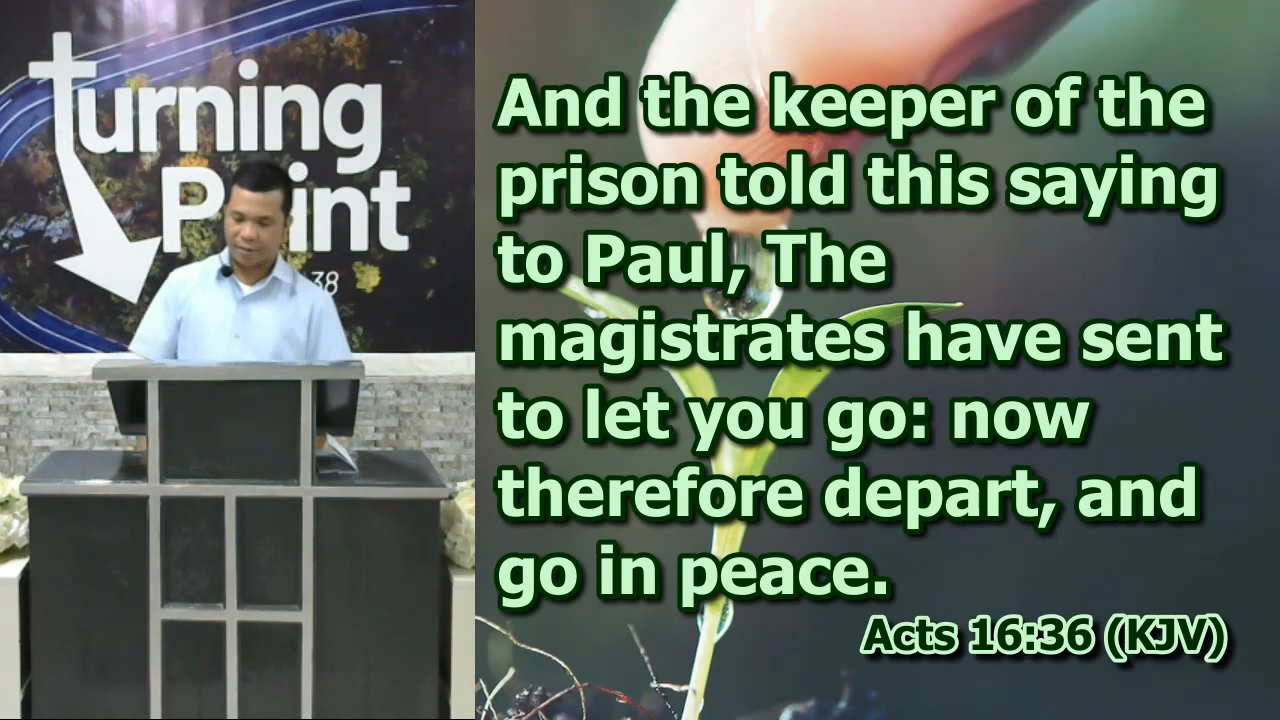 turning
Point
38
And the keeper of the
prison told this saying
to Paul, The
magistrates have sent
to let you go: now
therefore depart, and
go in peace.
Acts 16:36 (KJV)